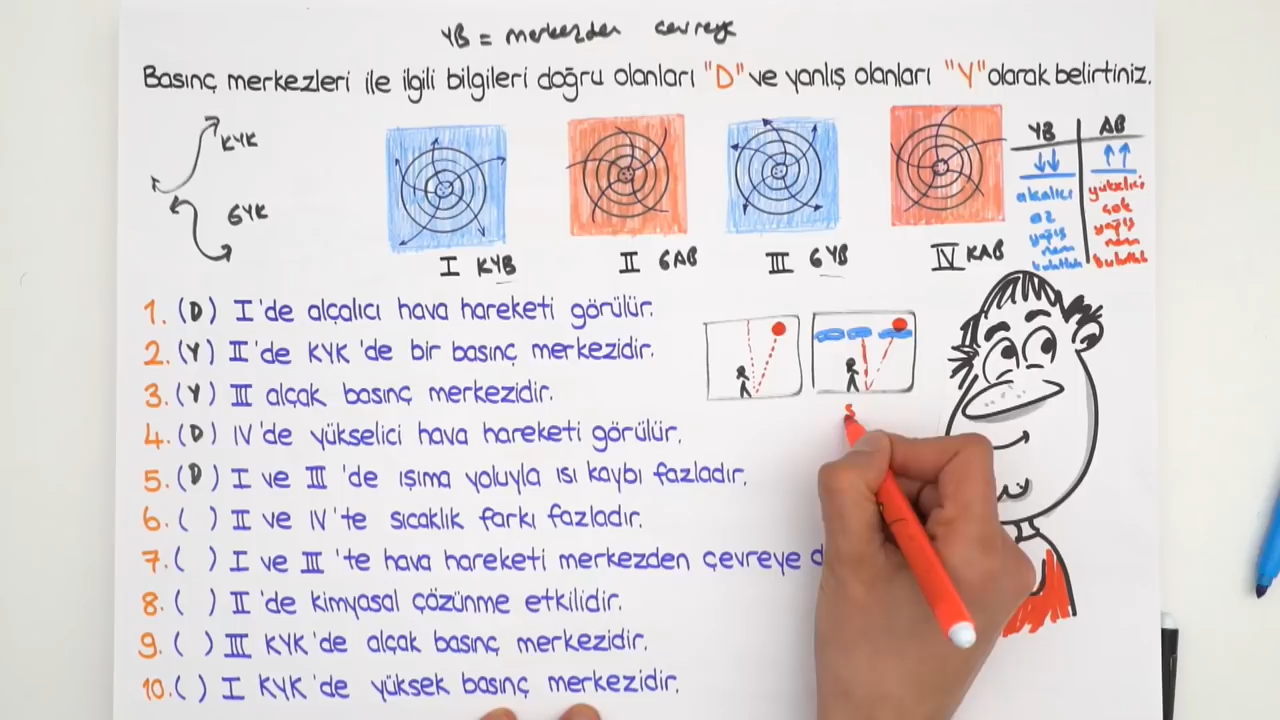 YB = merkezden çevreye
Basınç merkezleri ile ilgili bilgileri doğru olanları "D" ve yanlış olanları "Y" olarak belirtiniz.
KYK
GYK
I KYB
II GAB
III GYB
IV KAB
YB AB
alçalıcı
az
yağış
nem
yükselici
çok
yağış
nem
bulutlu
1. (D) I'de alçalıcı hava hareketi görülür.
2. (Y) II'de KYK'de bir basınç merkezidir.
3. (Y) III alçak basınç merkezidir.
4. (D) IV'de yükselici hava hareketi görülür.
5. (D) I ve III'de ışıma yoluyla ısı kaybı fazladır.
6. ( ) II ve IV'te sıcaklık farkı fazladır.
7. ( ) I ve III'te hava hareketi merkezden çevreye d
8. ( ) II'de kimyasal çözünme etkilidir.
9. ( ) III KYK'de alçak basınç merkezidir.
10. ( ) I KYK'de yüksek basınç merkezidir.